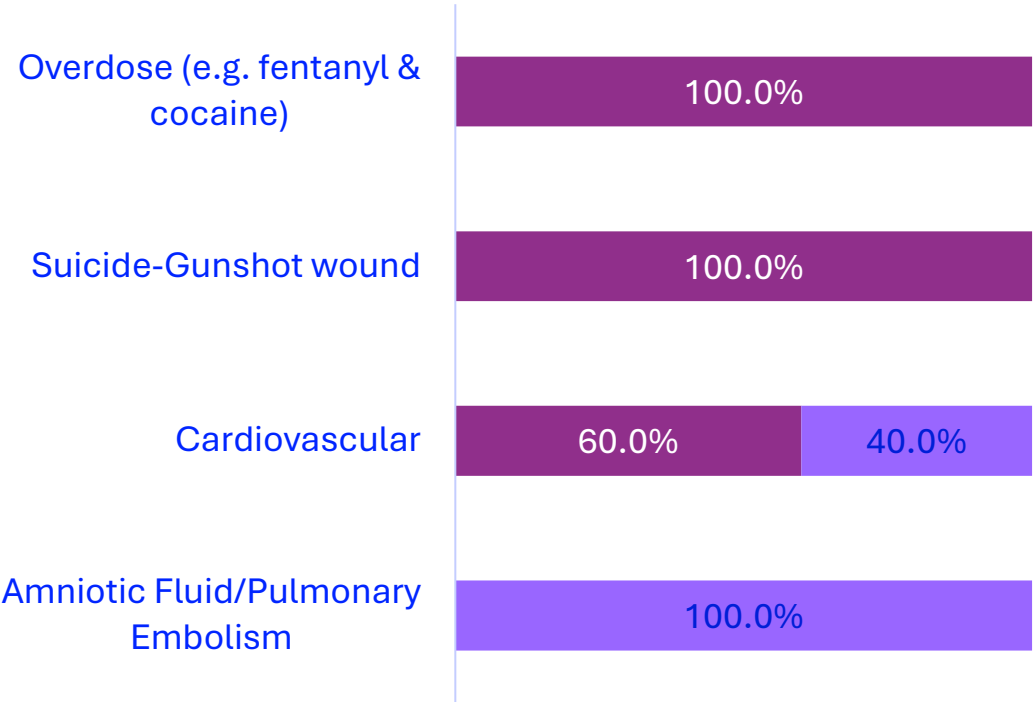 Overdose (e.g. fentanyl &
cocaine)
100.0%
Suicide-Gunshot wound
100.0%
Cardiovascular
60.0%
40.0%
Amniotic Fluid/Pulmonary
Embolism
100.0%